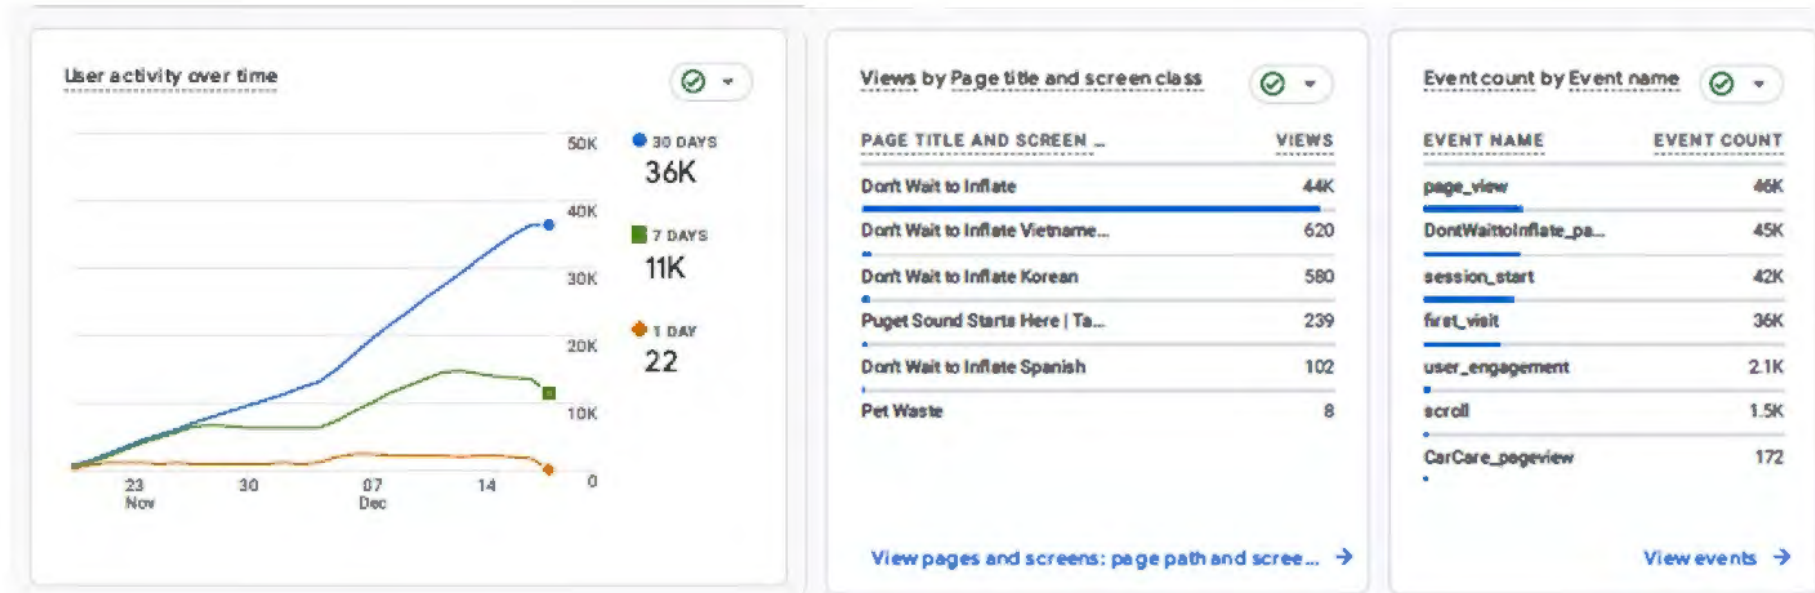 User activity over time
50K
40K
30K
20K
10K
0
23
Nov
30
07
Dec
14
30 DAYS
36K
7 DAYS
11K
1 DAY
22
Views by Page title and screen class
PAGE TITLE AND SCREEN ... VIEWS
Don't Wait to Inflate 44K
Don't Wait to Inflate Vietname... 620
Don't Wait to Inflate Korean 580
Puget Sound Starts Here | Ta... 239
Don't Wait to Inflate Spanish 102
Pet Waste 8
View pages and screens: page path and scree... →
Event count by Event name
EVENT NAME EVENT COUNT
page_view 46K
DontWaittoInflate_pa... 45K
session_start 42K
first_visit 36K
user_engagement 2.1K
scroll 1.5K
CarCare_pageview 172
View events →